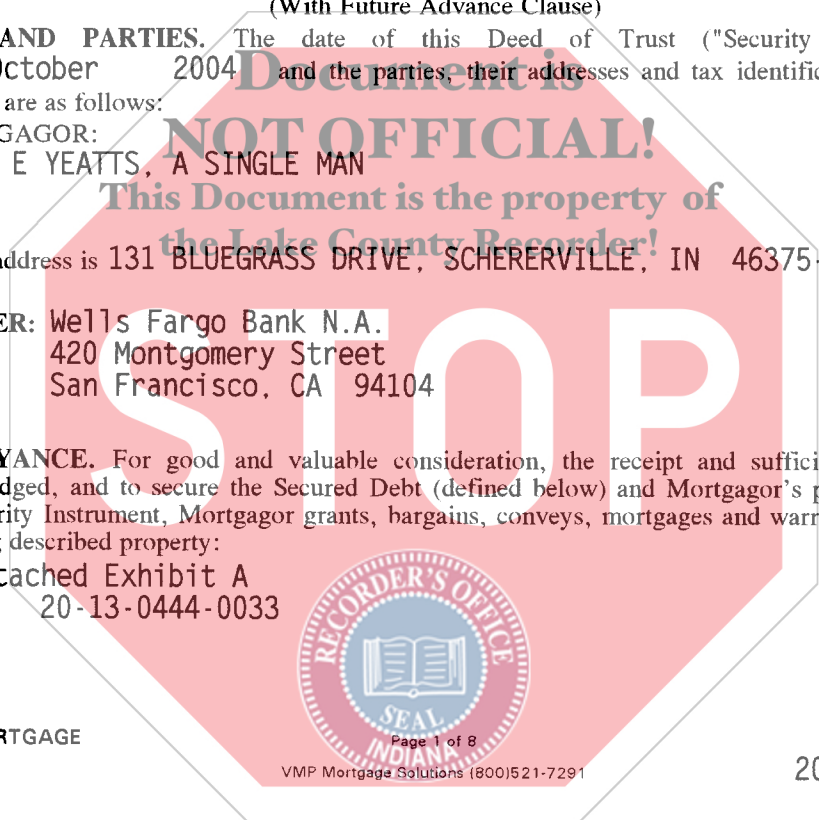 (With Future Advance Clause)
AND PARTIES. The date of this Deed of Trust ("Security
October 2004 and the parties, their addresses and tax identific
are as follows:
GAGOR:
E YEATTS, A SINGLE MAN
address is 131 BLUEGRASS DRIVE, SCHERERVILLE, IN 46375-
ER: Wells Fargo Bank N.A.
420 Montgomery Street
San Francisco, CA 94104
YANCE. For good and valuable consideration, the receipt and suffici
dged, and to secure the Secured Debt (defined below) and Mortgagor's p
rity Instrument, Mortgagor grants, bargains, conveys, mortgages and warr
described property:
tached Exhibit A
20-13-0444-0033
RTGAGE
Page 1 of 8
VMP Mortgage Solutions (800)521-7291
20
Document is
NOT OFFICIAL!
This Document is the property of
the Lake County Recorder!
STOP
RECORDER'S OFFICE
SEAL
INDIANA